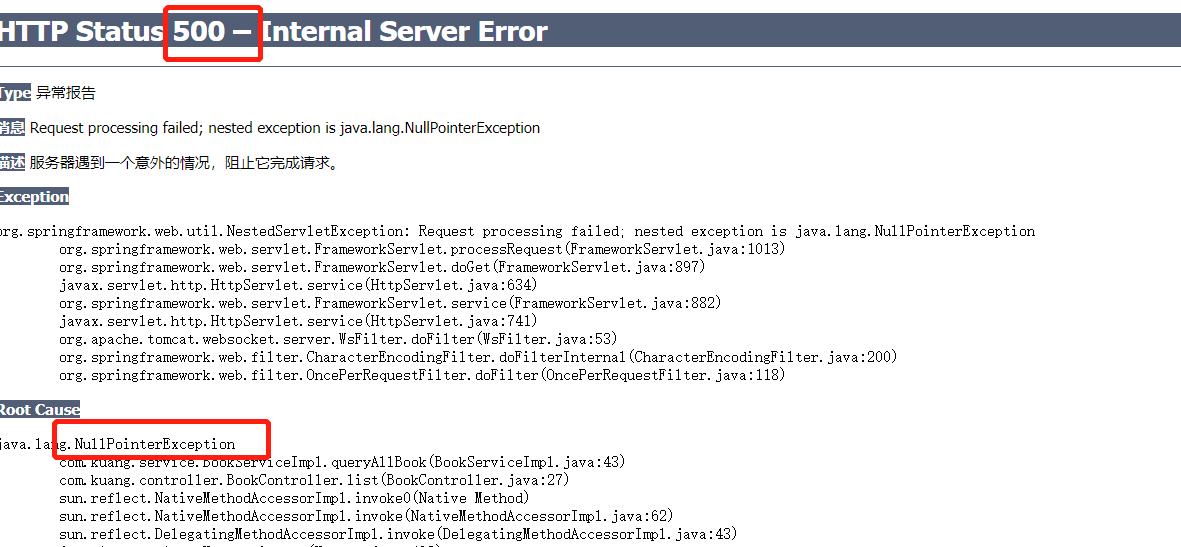 HTTP Status 500 – Internal Server Error
Type 异常报告
消息 Request processing failed; nested exception is java.lang.NullPointerException
描述 服务器遇到一个意外的情况，阻止它完成请求。
Exception
org.springframework.web.util.NestedServletException: Request processing failed; nested exception is java.lang.NullPointerException
org.springframework.web.servlet.FrameworkServlet.processRequest(FrameworkServlet.java:1013)
org.springframework.web.servlet.FrameworkServlet.doGet(FrameworkServlet.java:897)
javax.servlet.http.HttpServlet.service(HttpServlet.java:634)
org.springframework.web.servlet.FrameworkServlet.service(FrameworkServlet.java:882)
javax.servlet.http.HttpServlet.service(HttpServlet.java:741)
org.apache.tomcat.websocket.server.WsFilter.doFilter(WsFilter.java:53)
org.springframework.web.filter.CharacterEncodingFilter.doFilterInternal(CharacterEncodingFilter.java:200)
org.springframework.web.filter.OncePerRequestFilter.doFilter(OncePerRequestFilter.java:118)
Root Cause
java.lang.NullPointerException
com.kuang.service.BookServiceImpl.queryAllBook(BookServiceImpl.java:43)
com.kuang.controller.BookController.list(BookController.java:27)
sun.reflect.NativeMethodAccessorImpl.invoke0(Native Method)
sun.reflect.NativeMethodAccessorImpl.invoke(NativeMethodAccessorImpl.java:62)
sun.reflect.DelegatingMethodAccessorImpl.invoke(DelegatingMethodAccessorImpl.java:43)